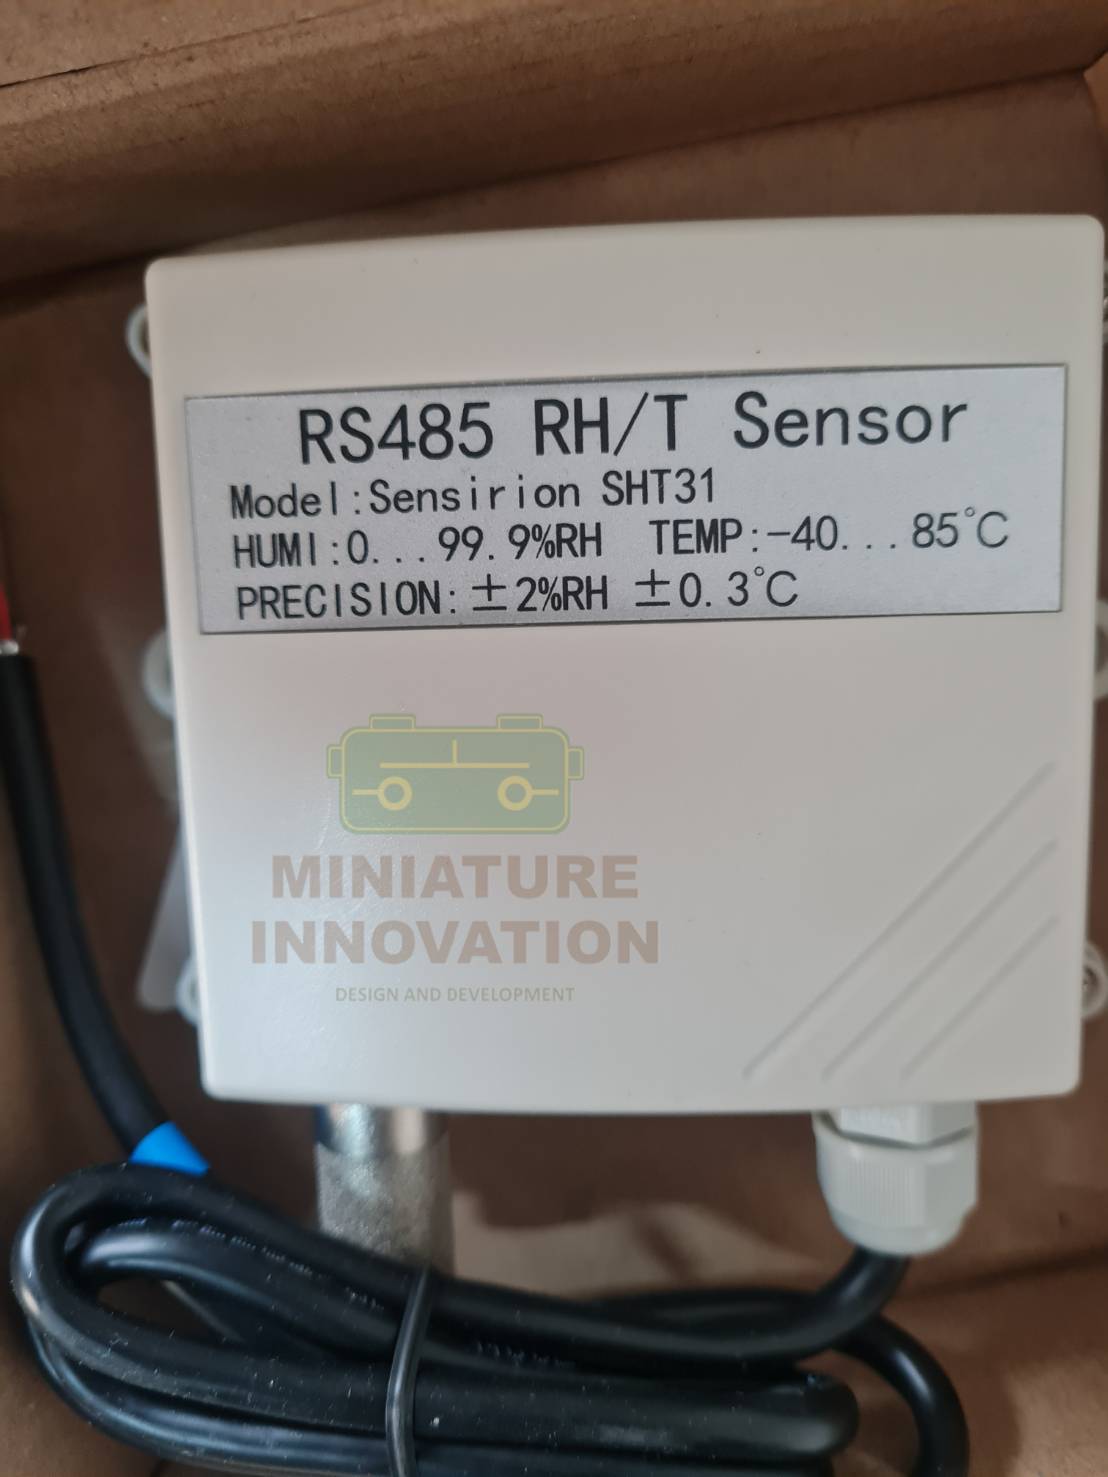 RS485 RH/T Sensor
Model:Sensirion SHT31
HUMI:0...99.9%RH TEMP:-40...85°C
PRECISION:±2%RH ±0.3°C
MINIATURE
INNOVATION
DESIGN AND DEVELOPMENT